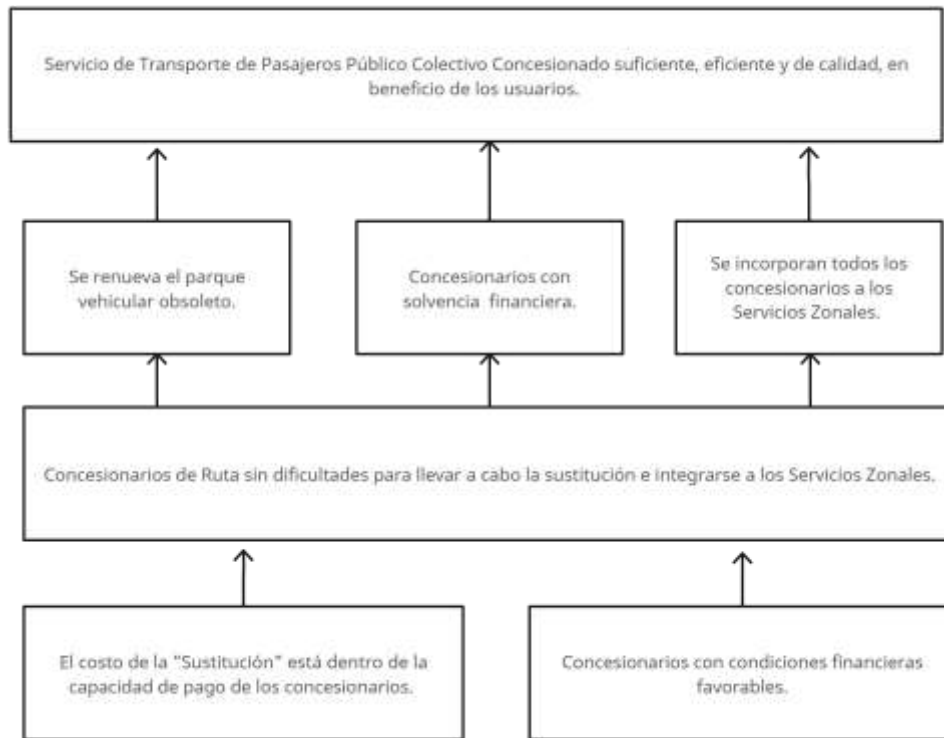 Servicio de Transporte de Pasajeros Público Colectivo Concesionado suficiente, eficiente y de calidad, en
beneficio de los usuarios.
Se renueva el parque
vehicular obsoleto.
Concesionarios con
solvencia financiera.
Se incorporan todos los
concesionarios a los
Servicios Zonales.
Concesionarios de Ruta sin dificultades para llevar a cabo la sustitución e integrarse a los Servicios Zonales.
El costo de la "Sustitución" está dentro de la
capacidad de pago de los concesionarios.
Concesionarios con condiciones financieras
favorables.